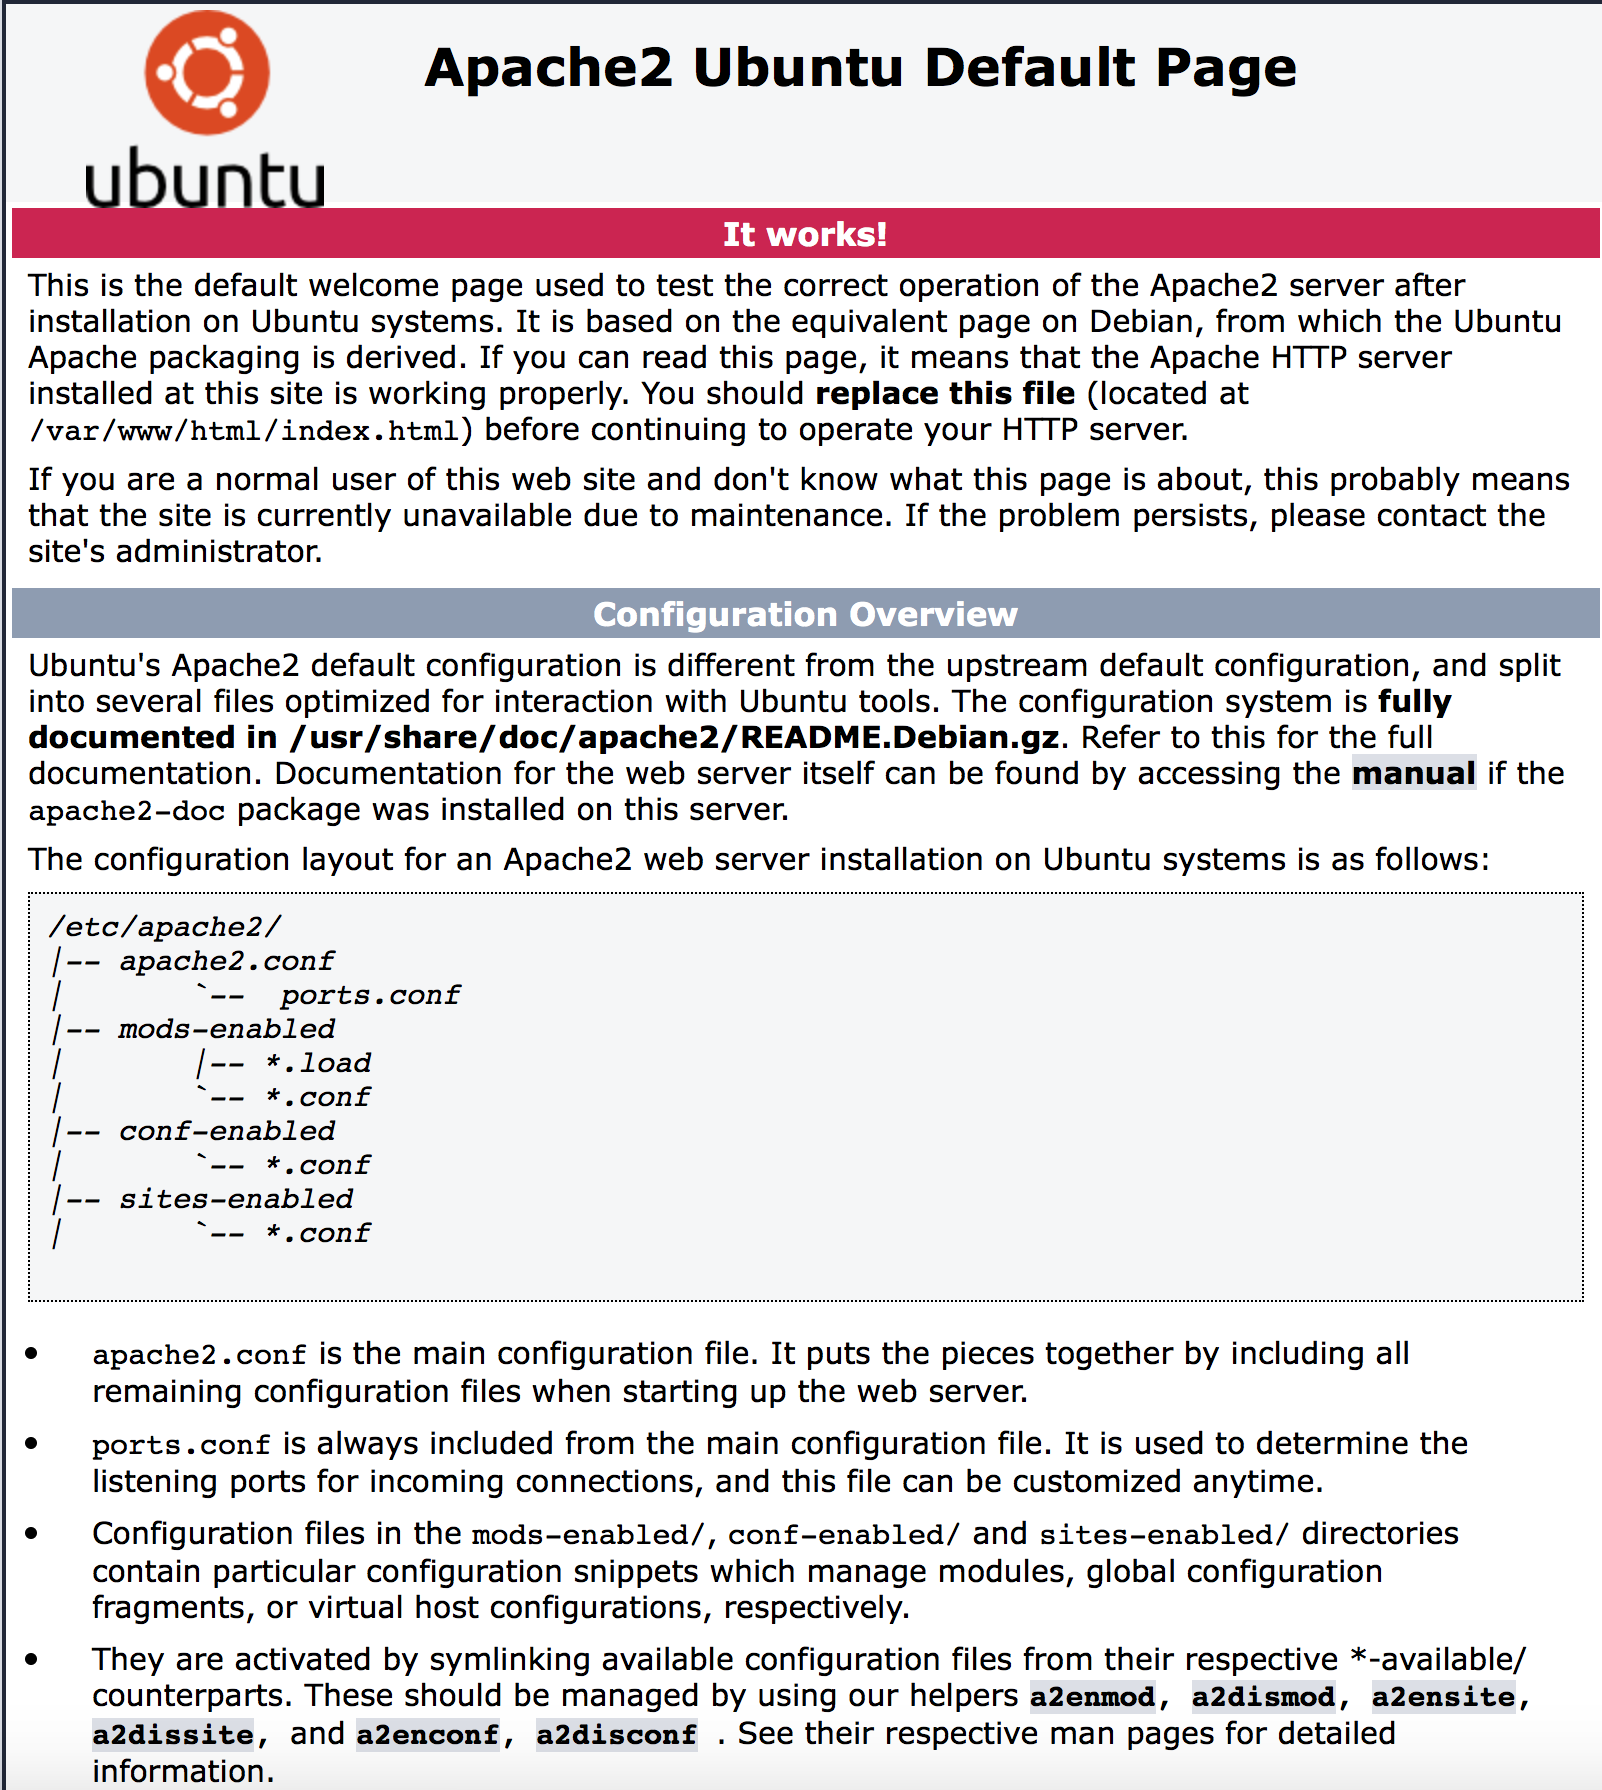 ubuntu
Apache2 Ubuntu Default Page
It works!
This is the default welcome page used to test the correct operation of the Apache2 server after
installation on Ubuntu systems. It is based on the equivalent page on Debian, from which the Ubuntu
Apache packaging is derived. If you can read this page, it means that the Apache HTTP server
installed at this site is working properly. You should replace this file (located at
/var/www/html/index.html) before continuing to operate your HTTP server.
If you are a normal user of this web site and don't know what this page is about, this probably means
that the site is currently unavailable due to maintenance. If the problem persists, please contact the
site's administrator.
Configuration Overview
Ubuntu's Apache2 default configuration is different from the upstream default configuration, and split
into several files optimized for interaction with Ubuntu tools. The configuration system is fully
documented in /usr/share/doc/apache2/README.Debian.gz. Refer to this for the full
documentation. Documentation for the web server itself can be found by accessing the manual if the
apache2-doc package was installed on this server.
The configuration layout for an Apache2 web server installation on Ubuntu systems is as follows:
/etc/apache2/
|-- apache2.conf
|       `--  ports.conf
|-- mods-enabled
|       |-- *.load
|       `-- *.conf
|-- conf-enabled
|       `-- *.conf
|-- sites-enabled
|       `-- *.conf
• apache2.conf is the main configuration file. It puts the pieces together by including all
remaining configuration files when starting up the web server.
• ports.conf is always included from the main configuration file. It is used to determine the
listening ports for incoming connections, and this file can be customized anytime.
• Configuration files in the mods-enabled/, conf-enabled/ and sites-enabled/ directories
contain particular configuration snippets which manage modules, global configuration
fragments, or virtual host configurations, respectively.
• They are activated by symlinking available configuration files from their respective *-available/
counterparts. These should be managed by using our helpers a2enmod, a2dismod, a2ensite,
a2dissite, and a2enconf, a2disconf . See their respective man pages for detailed
information.